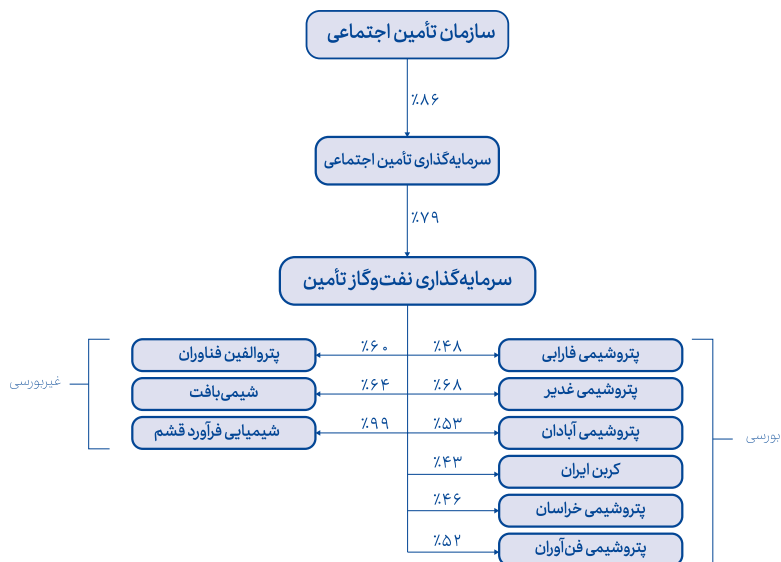 سازمان تأمین اجتماعی
٪۸۶
سرمایه‌گذاری تأمین اجتماعی
٪۷۹
سرمایه‌گذاری نفت‌وگاز تأمین
پتروشیمی فارابی
٪۴۸
٪۶۰
پتروالفین فناوران
پتروشیمی غدیر
٪۶۸
٪۶۴
شیمی‌بافت
پتروشیمی آبادان
٪۵۳
٪۹۹
شیمیایی فرآورد قشم
کربن ایران
٪۴۳
پتروشیمی خراسان
٪۴۶
پتروشیمی فن‌آوران
٪۵۲
بورسی
غیربورسی